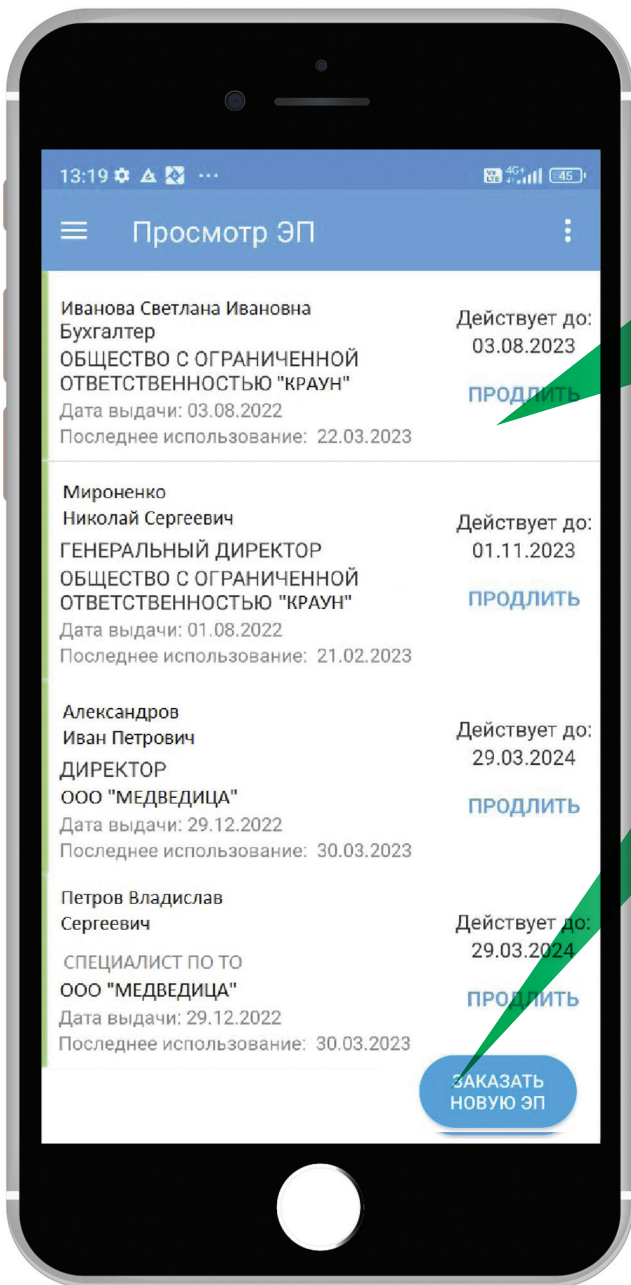 13:19
Vo LTE 4G+ 45
Просмотр ЭП
Иванова Светлана Ивановна
Бухгалтер
ОБЩЕСТВО С ОГРАНИЧЕННОЙ
ОТВЕТСТВЕННОСТЬЮ "КРАУН"
Дата выдачи: 03.08.2022
Последнее использование: 22.03.2023
Действует до:
03.08.2023
ПРОДЛИТЬ
Мироненко
Николай Сергеевич
ГЕНЕРАЛЬНЫЙ ДИРЕКТОР
ОБЩЕСТВО С ОГРАНИЧЕННОЙ
ОТВЕТСТВЕННОСТЬЮ "КРАУН"
Дата выдачи: 01.08.2022
Последнее использование: 21.02.2023
Действует до:
01.11.2023
ПРОДЛИТЬ
Александров
Иван Петрович
ДИРЕКТОР
ООО "МЕДВЕДИЦА"
Дата выдачи: 29.12.2022
Последнее использование: 30.03.2023
Действует до:
29.03.2024
ПРОДЛИТЬ
Петров Владислав
Сергеевич
СПЕЦИАЛИСТ ПО ТО
ООО "МЕДВЕДИЦА"
Дата выдачи: 29.12.2022
Последнее использование: 30.03.2023
Действует до:
29.03.2024
ПРОДЛИТЬ
ЗАКАЗАТЬ
НОВУЮ ЭП